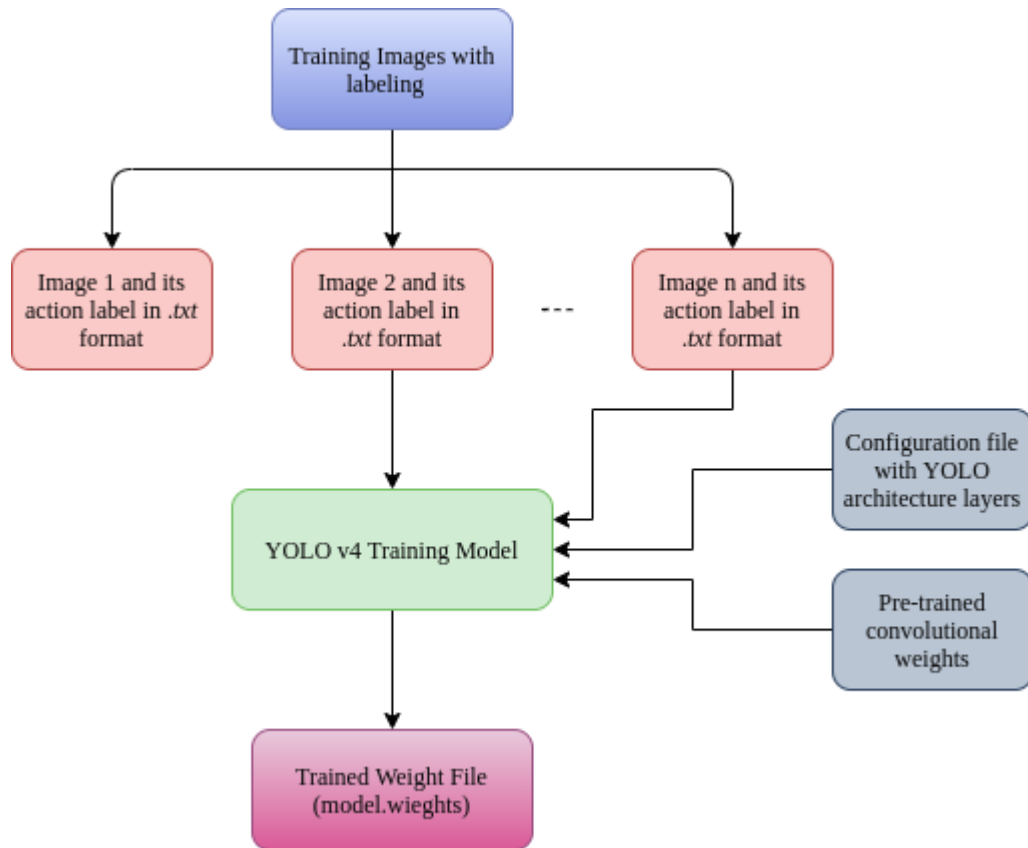 Training Images with
labeling
Image 1 and its
action label in .txt
format
Image 2 and its
action label in
.txt format
---
Image n and its
action label in
.txt format
Configuration file
with YOLO
architecture layers
YOLO v4 Training Model
Pre-trained
convolutional
weights
Trained Weight File
(model.wieghts)